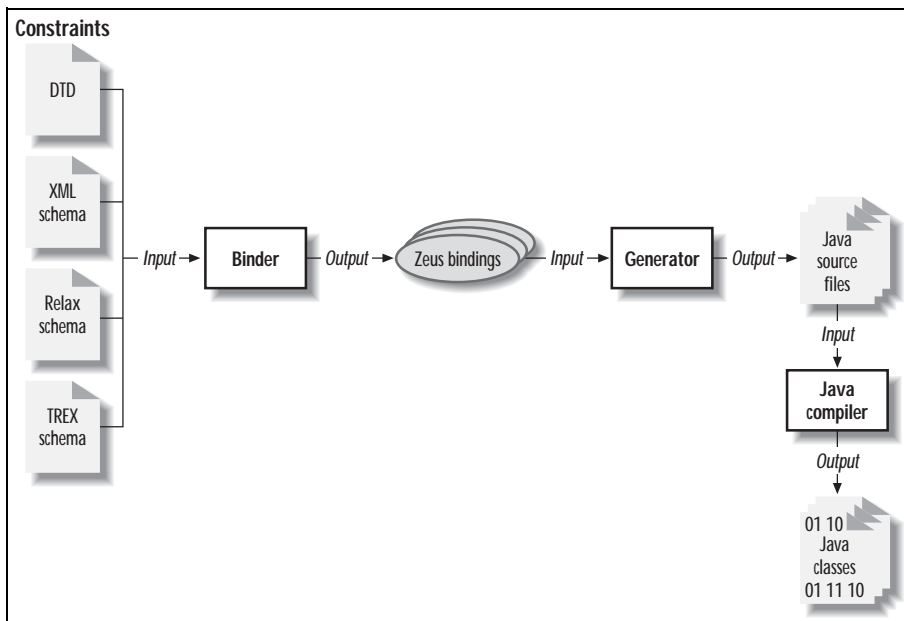 Constraints
DTD
XML
schema
Relax
schema
TREX
schema
Input
Binder
Output
Zeus bindings
Input
Generator
Output
Java
source
files
Input
Java
compiler
Output
01 10
Java
classes
01 11 10